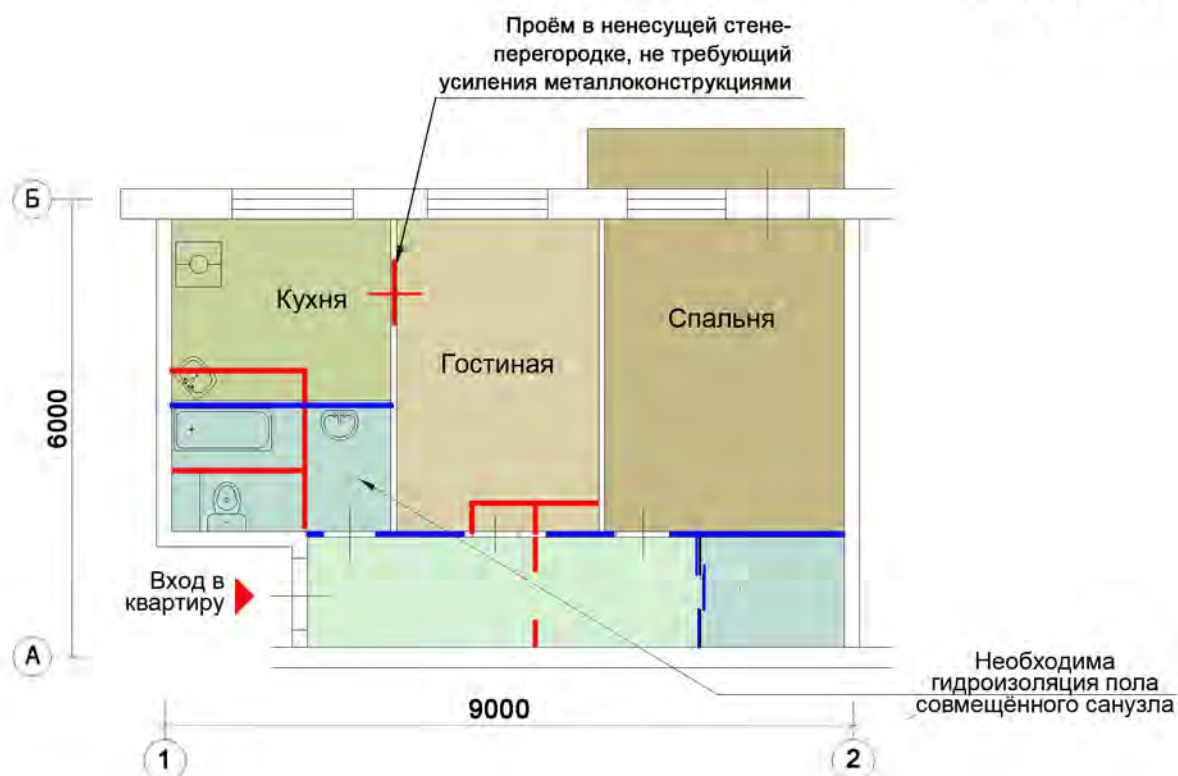 Проём в ненесущей стене-
перегородке, не требующий
усиления металлоконструкциями
Б
Кухня
Гостиная
Спальня
6000
Вход в
квартиру
А
Необходима
гидроизоляция пола
совмещённого санузла
9000
1
2